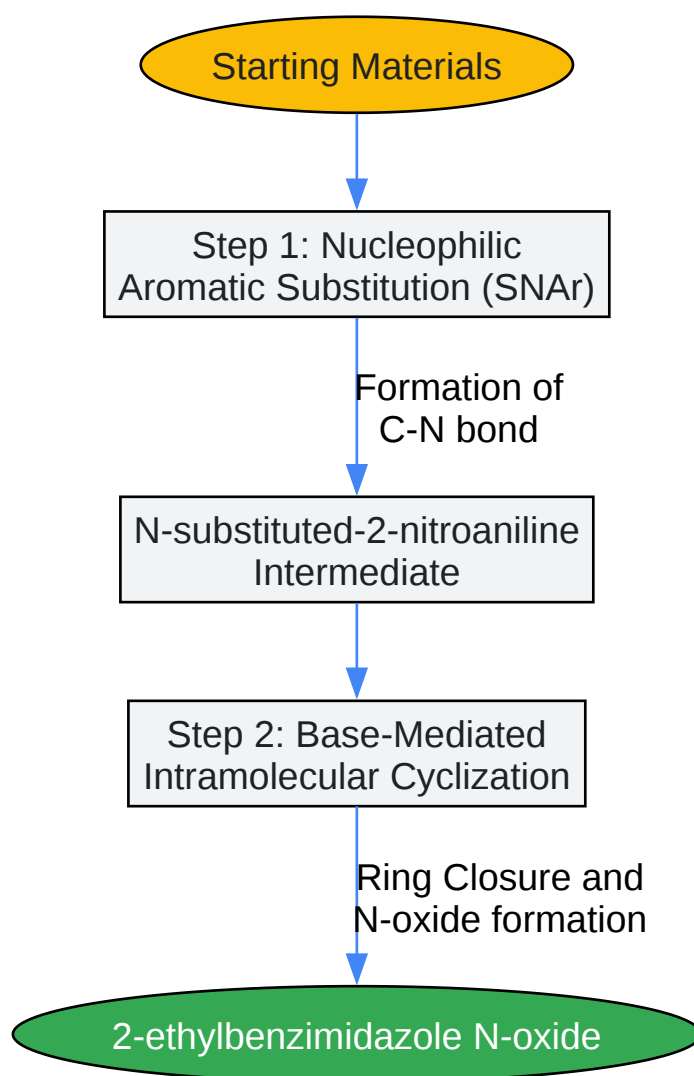 Starting Materials
Step 1: Nucleophilic
Aromatic Substitution (SNAr)
Formation of
C-N bond
N-substituted-2-nitroaniline
Intermediate
Step 2: Base-Mediated
Intramolecular Cyclization
Ring Closure and
N-oxide formation
2-ethylbenzimidazole N-oxide